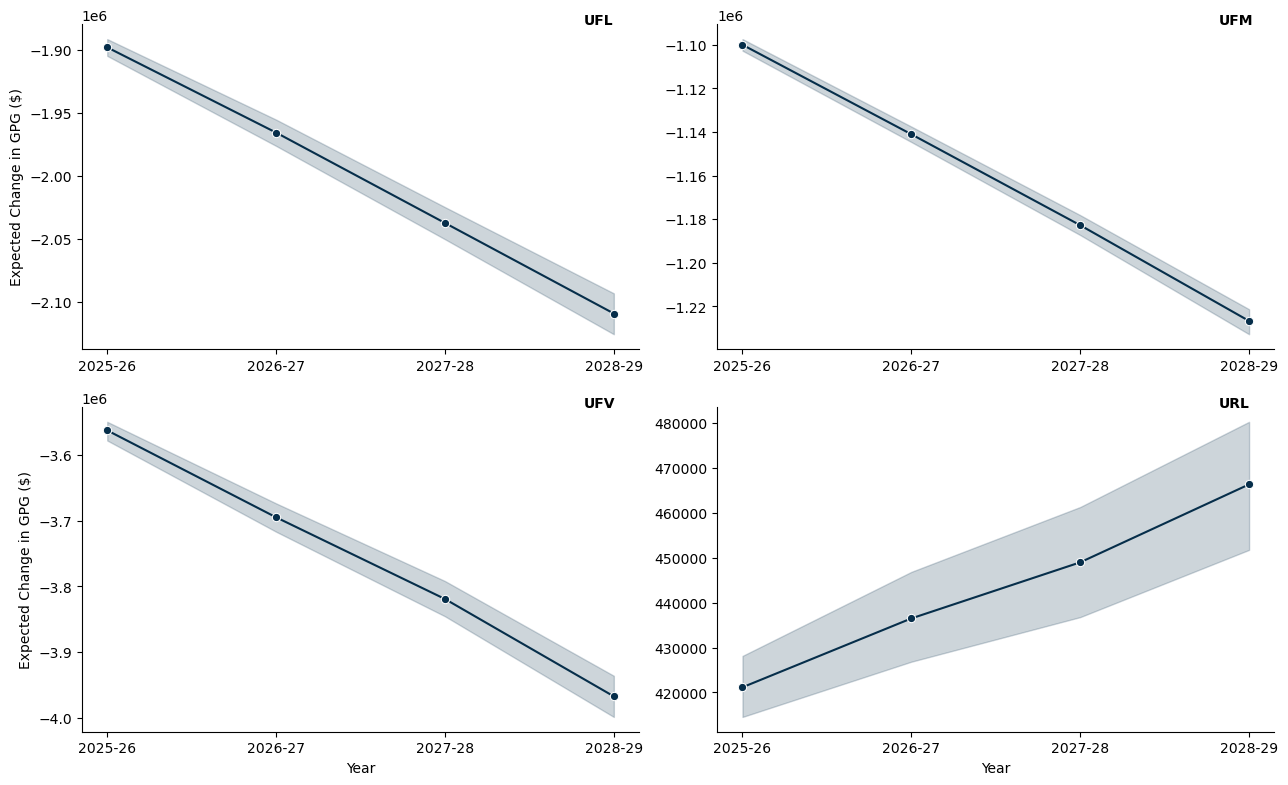 1e6
UFL
−1.90
−1.95
−2.00
−2.05
−2.10
Expected Change in GPG ($)
2025-26 2026-27 2027-28 2028-29
1e6
UFM
−1.10
−1.12
−1.14
−1.16
−1.18
−1.20
−1.22
2025-26 2026-27 2027-28 2028-29
1e6
UFV
−3.6
−3.7
−3.8
−3.9
−4.0
Expected Change in GPG ($)
2025-26 2026-27 2027-28 2028-29
Year
URL
480000
470000
460000
450000
440000
430000
420000
2025-26 2026-27 2027-28 2028-29
Year